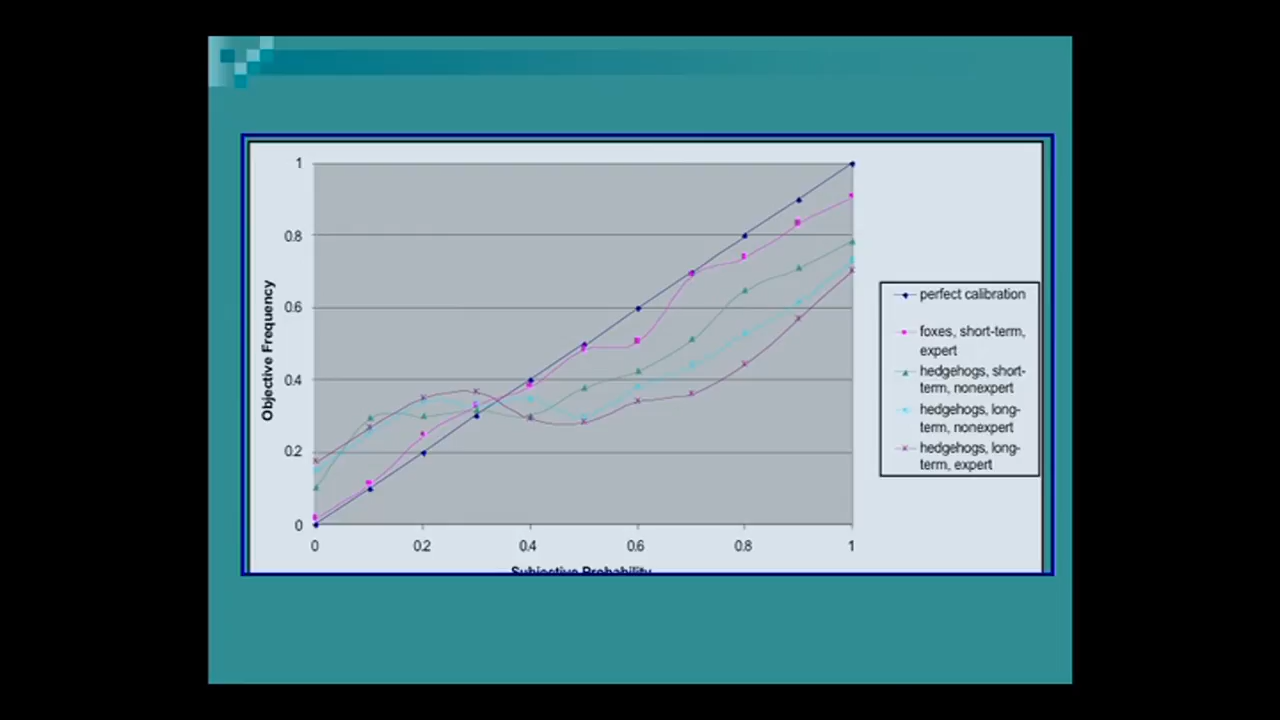 1
0.8
0.6
0.4
0.2
0
0
0.2
0.4
0.6
0.8
1
Objective Frequency
Subjective Probability
perfect calibration
foxes, short-term,
expert
hedgehogs, short-
term, nonexpert
hedgehogs, long-
term, nonexpert
hedgehogs, long-
term, expert